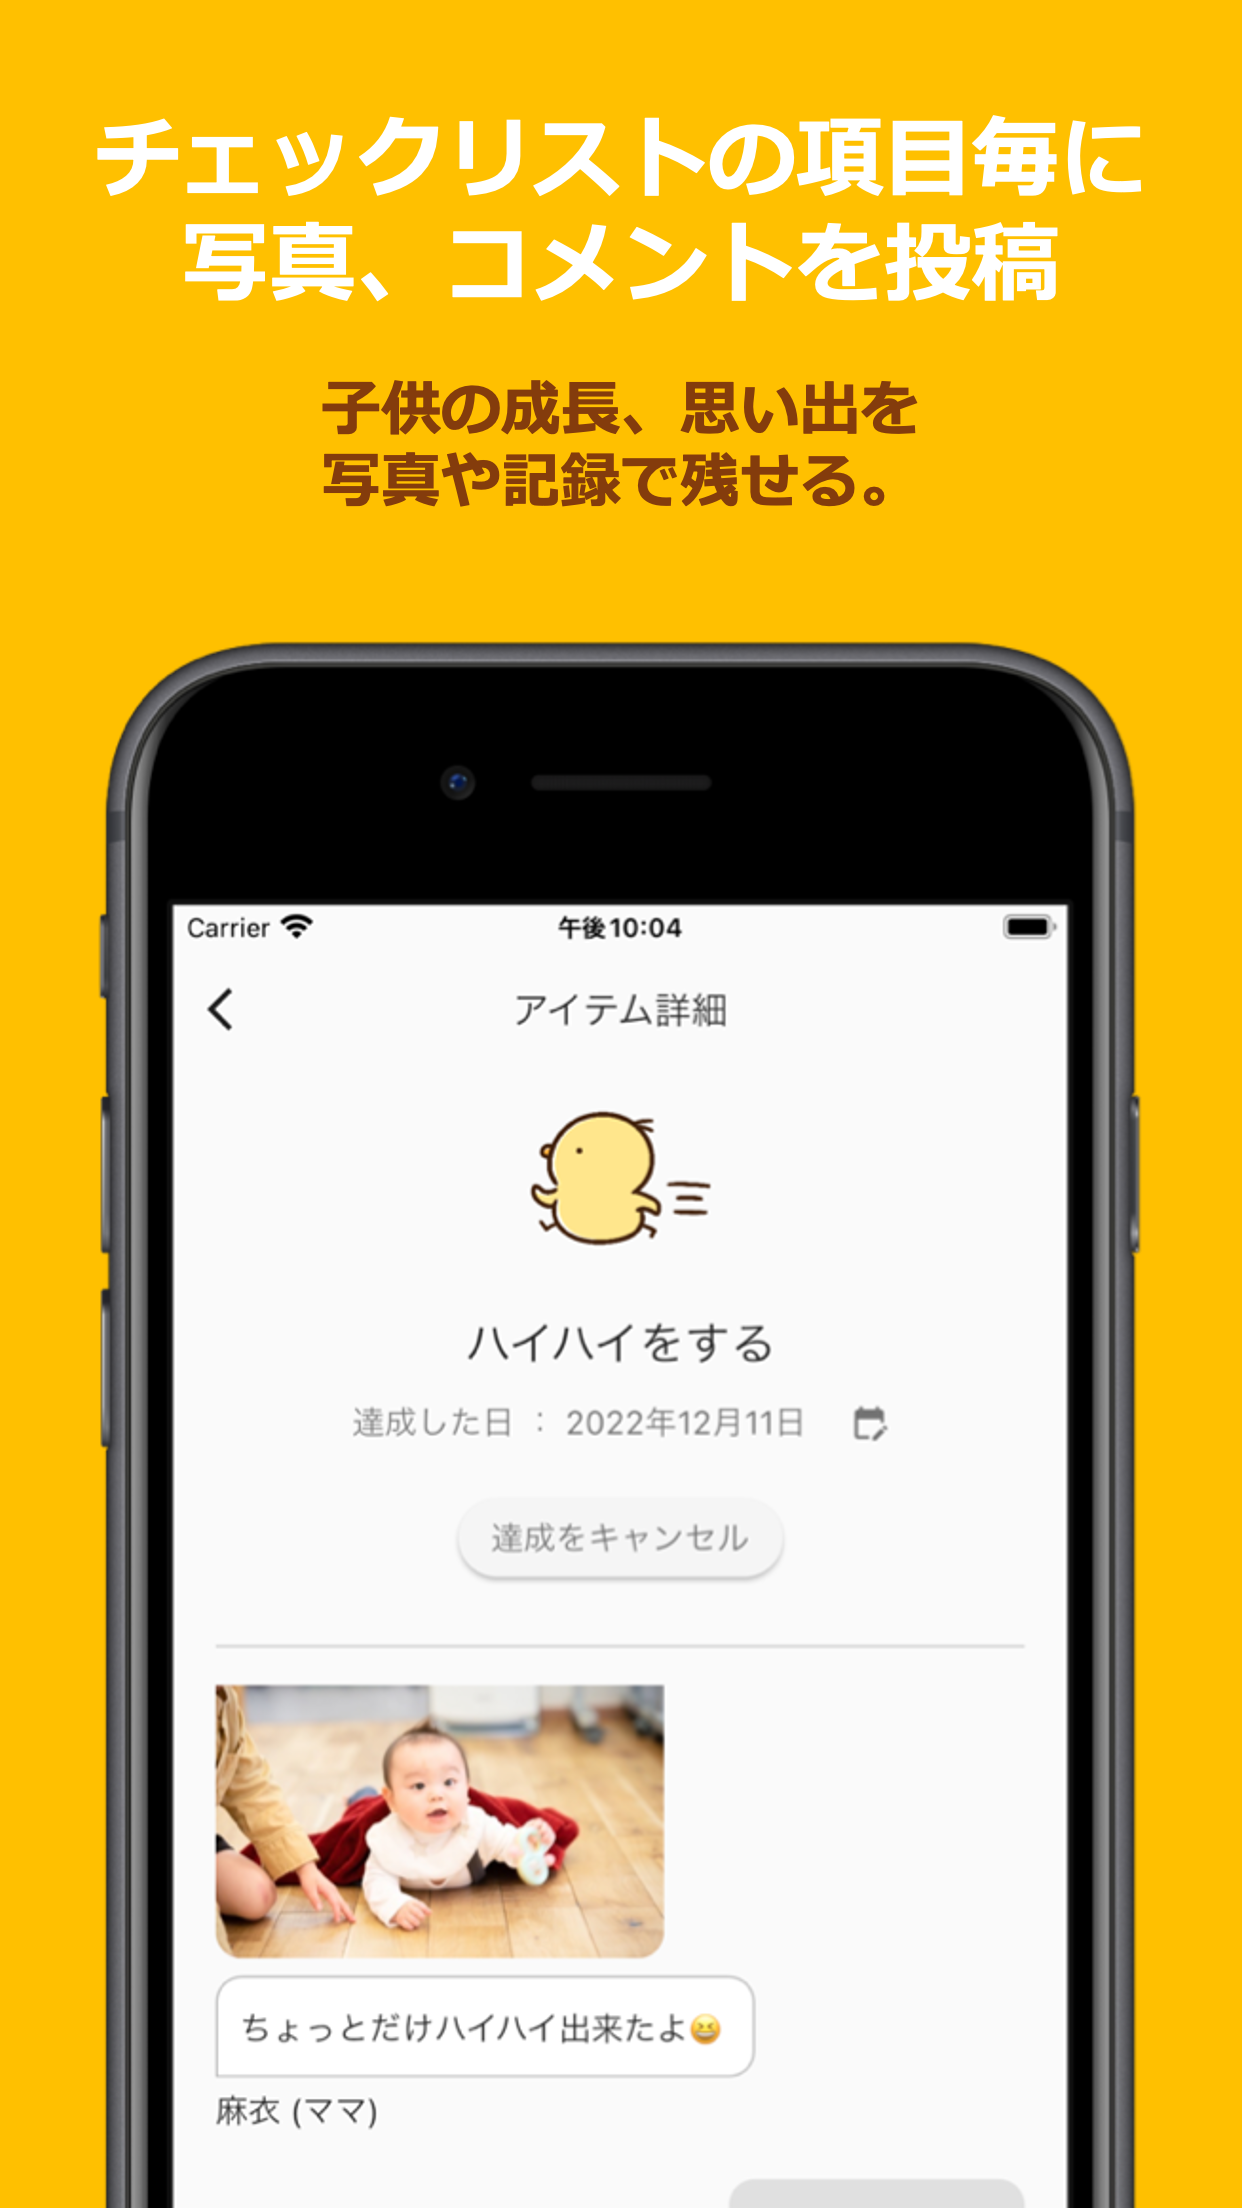 チェックリストの項目毎に
写真、コメントを投稿
子供の成長、思い出を
写真や記録で残せる。
Carrier 午後10:04
アイテム詳細
ハイハイをする
達成した日 : 2022年12月11日
達成をキャンセル
ちょっとだけハイハイ出来たよ😆
麻衣 (ママ)